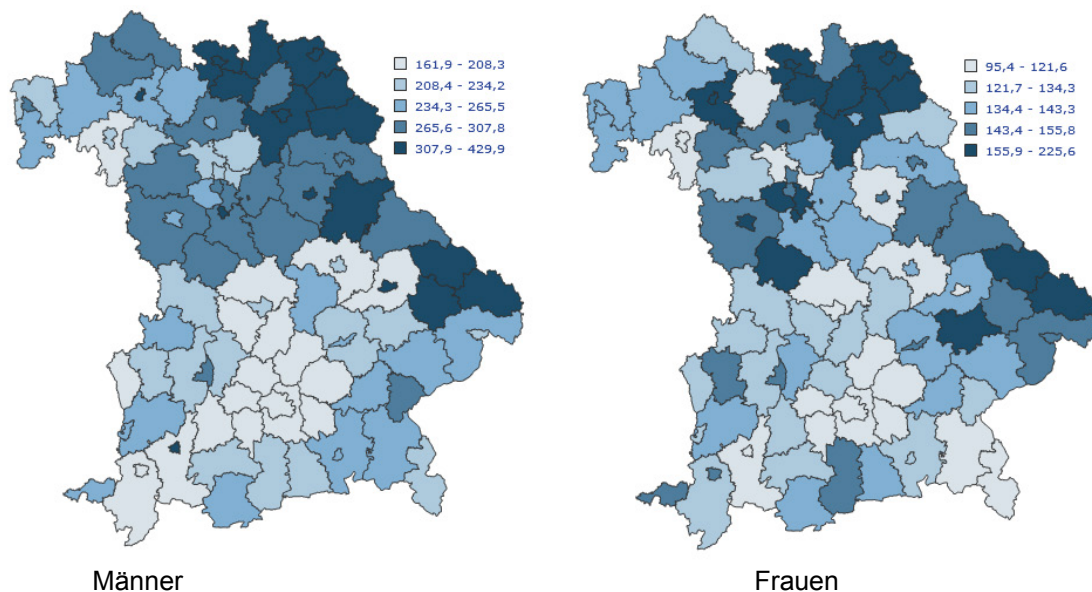 161,9 - 208,3
208,4 - 234,2
234,3 - 265,5
265,6 - 307,8
307,9 - 429,9
95,4 - 121,6
121,7 - 134,3
134,4 - 143,3
143,4 - 155,8
155,9 - 225,6
Männer
Frauen